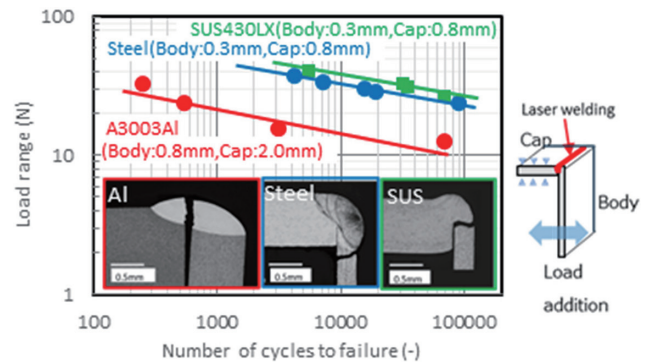 100
SUS430LX(Body:0.3mm,Cap:0.8mm)
Steel(Body:0.3mm,Cap:0.8mm)
Load range (N)
A3003Al
(Body:0.8mm,Cap:2.0mm)
10
Al
Steel
SUS
0.5mm
0.5mm
0.5mm
1
100
1000
10000
100000
Number of cycles to failure (-)
Laser welding
Cap
Body
Load
addition